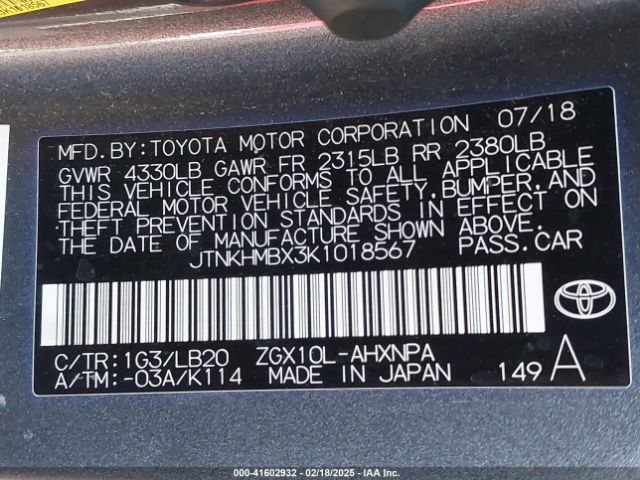 18567
MFD.BY:TOYOTA MOTOR CORPORATION 07/18
GVWR 4330LB GAWR FR 2315LB RR 2380LB
THIS VEHICLE CONFORMS TO ALL APPLICABLE
FEDERAL MOTOR VEHICLE SAFETY,BUMPER,AND
THEFT PREVENTION STANDARDS IN EFFECT ON
THE DATE OF MANUFACTURE SHOWN ABOVE.
JTNKHMBX3K1018567 PASS.CAR
C/TR:1G3/LB20 ZGX10L-AHXNPA
A/TM:-03A/K114 MADE IN JAPAN 149 A
000-41602932 - 02/18/2025 - IAAI.COM